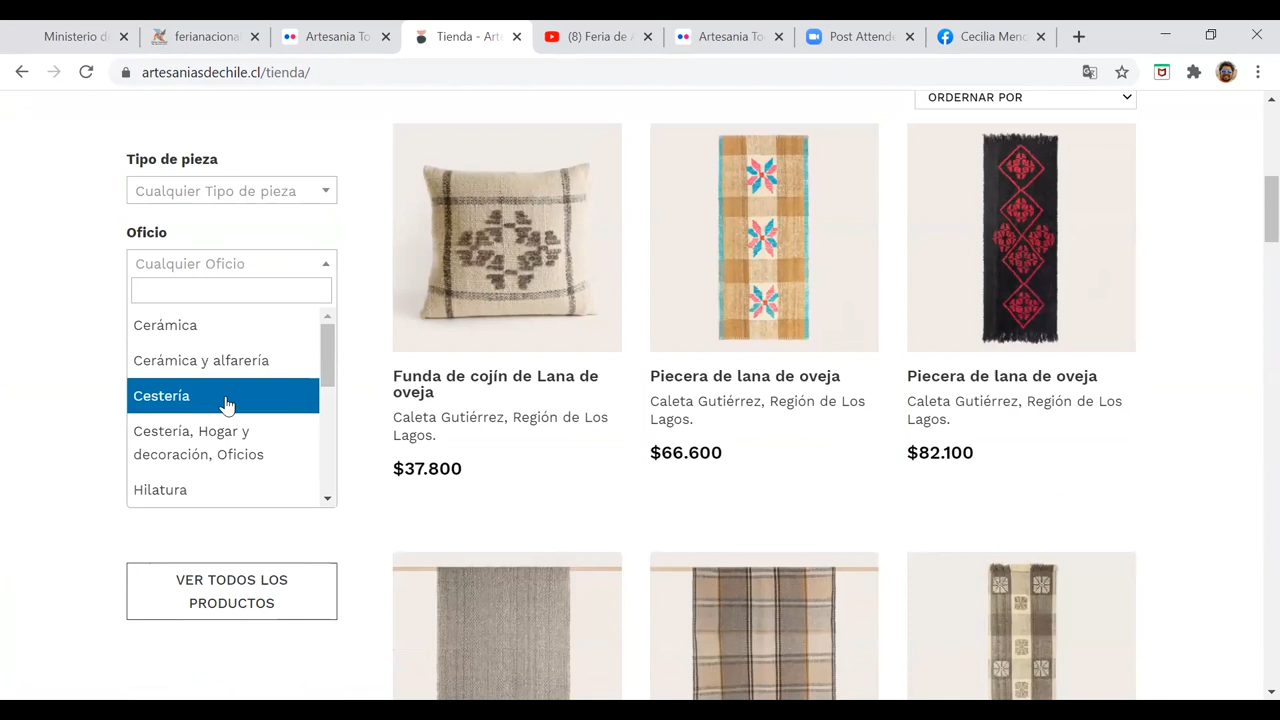 Ministerio d
ferianacional
Artesania To
Tienda - Arte
(8) Feria de A
Artesania To
Post Attende
Cecilia Menc
artesaniasdechile.cl/tienda/
ORDERNAR POR
Tipo de pieza
Cualquier Tipo de pieza
Oficio
Cualquier Oficio
Cerámica
Cerámica y alfarería
Cestería
Cestería, Hogar y
decoración, Oficios
Hilatura
VER TODOS LOS
PRODUCTOS
Funda de cojín de Lana de
oveja
Caleta Gutiérrez, Región de Los
Lagos.
$37.800
Piecera de lana de oveja
Caleta Gutiérrez, Región de Los
Lagos.
$66.600
Piecera de lana de oveja
Caleta Gutiérrez, Región de Los
Lagos.
$82.100